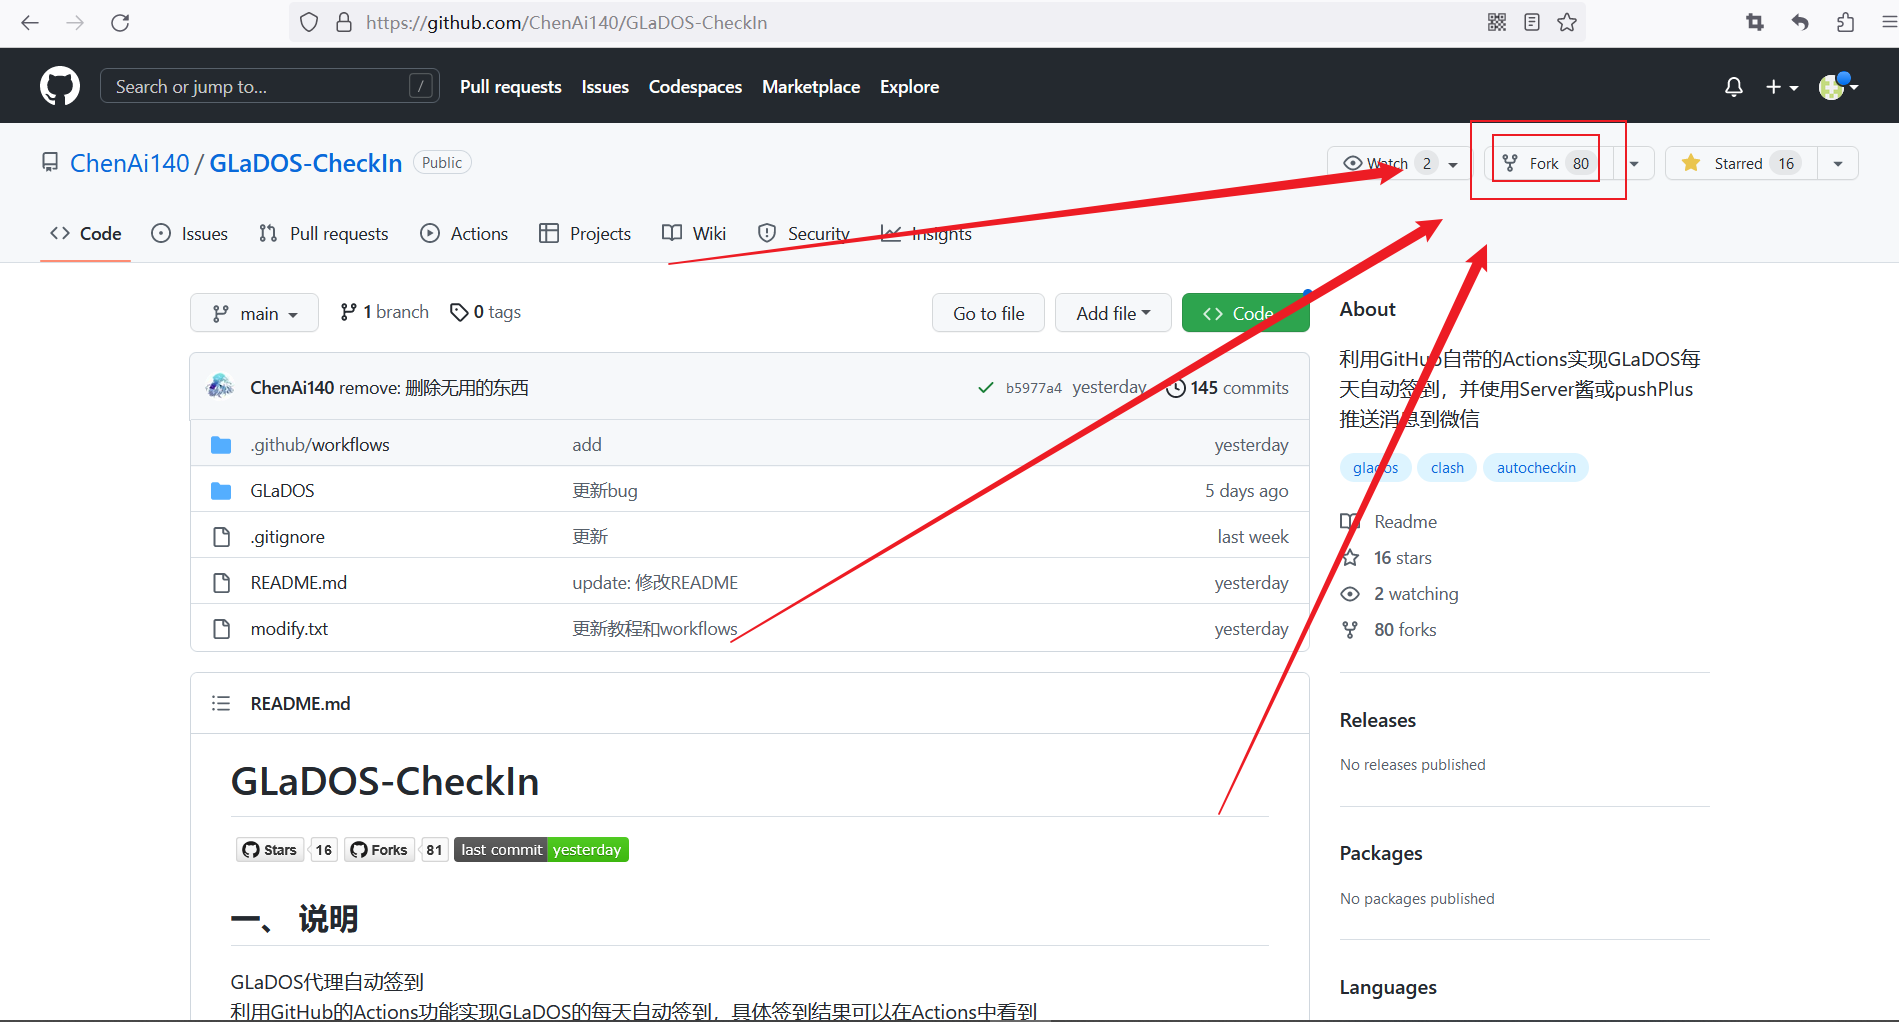 https://github.com/ChenAi140/GLaDOS-CheckIn
Search or jump to... /
Pull requests Issues Codespaces Marketplace Explore
ChenAi140 / GLaDOS-CheckIn Public
Watch 2 Fork 80 Starred 16
Code Issues Pull requests Actions Projects Wiki Security Insights
main 1 branch 0 tags Go to file Add file Code
ChenAi140 remove: 删除无用的东西 b5977a4 yesterday 145 commits
.github/workflows add yesterday
GLaDOS 更新bug 5 days ago
.gitignore 更新 last week
README.md update: 修改README yesterday
modify.txt 更新教程和workflows yesterday
README.md
GLaDOS-CheckIn
Stars 16 Forks 81 last commit yesterday
一、 说明
GLaDOS代理自动签到
利用GitHub的Actions功能实现GLaDOS的每天自动签到，具体签到结果可以在Actions中看到
About
利用GitHub自带的Actions实现GLaDOS每
天自动签到，并使用Server酱或pushPlus
推送消息到微信
glados clash autocheckin
Readme
16 stars
2 watching
80 forks
Releases
No releases published
Packages
No packages published
Languages